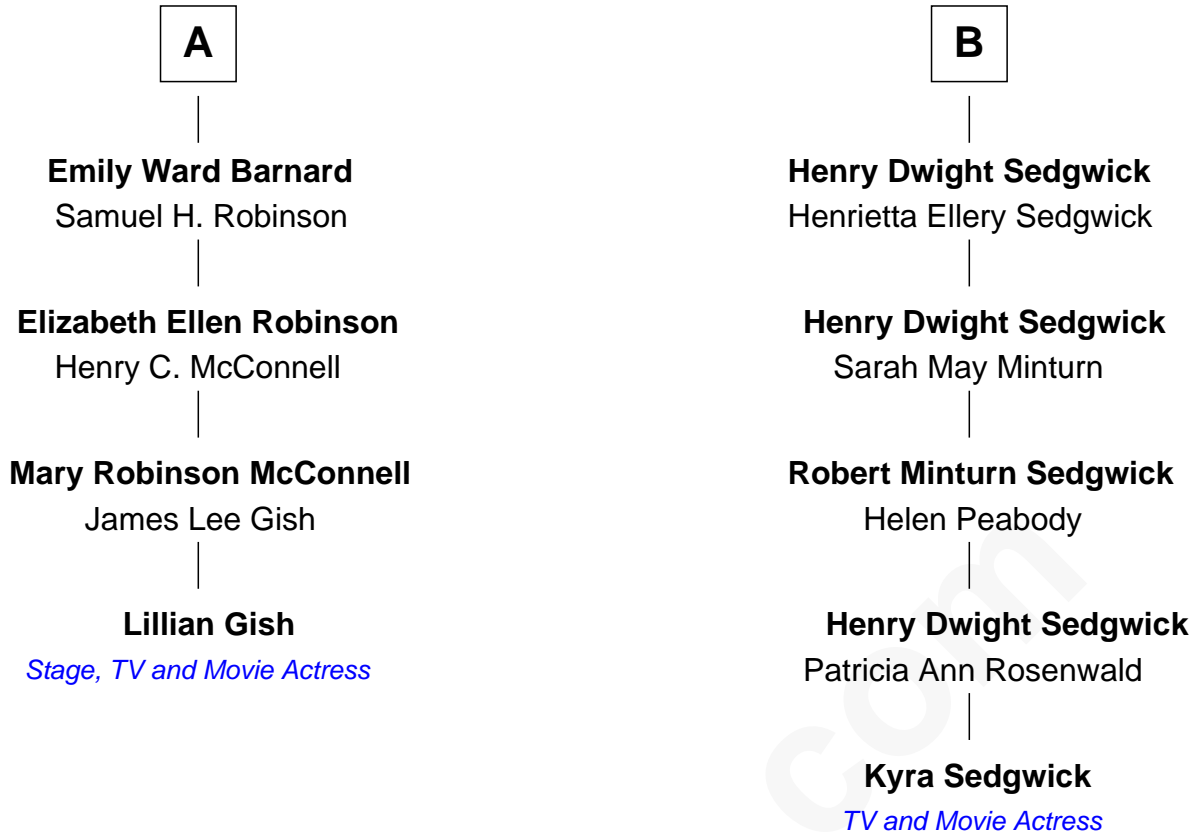 A
Emily Ward Barnard
Samuel H. Robinson
Elizabeth Ellen Robinson
Henry C. McConnell
Mary Robinson McConnell
James Lee Gish
Lillian Gish
Stage, TV and Movie Actress
B
Henry Dwight Sedgwick
Henrietta Ellery Sedgwick
Henry Dwight Sedgwick
Sarah May Minturn
Robert Minturn Sedgwick
Helen Peabody
Henry Dwight Sedgwick
Patricia Ann Rosenwald
Kyra Sedgwick
TV and Movie Actress
com